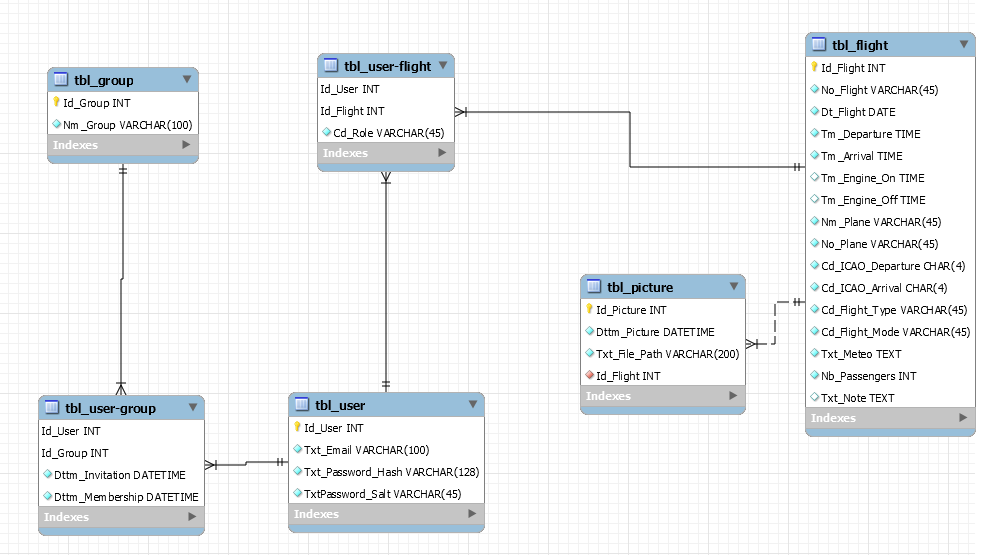 tbl_group
Id_Group INT
Nm_Group VARCHAR(100)
Indexes
tbl_user-flight
Id_User INT
Id_Flight INT
Cd_Role VARCHAR(45)
Indexes
tbl_flight
Id_Flight INT
No_Flight VARCHAR(45)
Dt_Flight DATE
Tm_Departure TIME
Tm_Arrival TIME
Tm_Engine_On TIME
Tm_Engine_Off TIME
Nm_Plane VARCHAR(45)
No_Plane VARCHAR(45)
Cd_ICAO_Departure CHAR(4)
Cd_ICAO_Arrival CHAR(4)
Cd_Flight_Type VARCHAR(45)
Cd_Flight_Mode VARCHAR(45)
Txt_Meteo TEXT
Nb_Passengers INT
Txt_Note TEXT
Indexes
tbl_picture
Id_Picture INT
Dttm_Picture DATETIME
Txt_File_Path VARCHAR(200)
Id_Flight INT
Indexes
tbl_user-group
Id_User INT
Id_Group INT
Dttm_Invitation DATETIME
Dttm_Membership DATETIME
Indexes
tbl_user
Id_User INT
Txt_Email VARCHAR(100)
Txt_Password_Hash VARCHAR(128)
TxtPassword_Salt VARCHAR(45)
Indexes